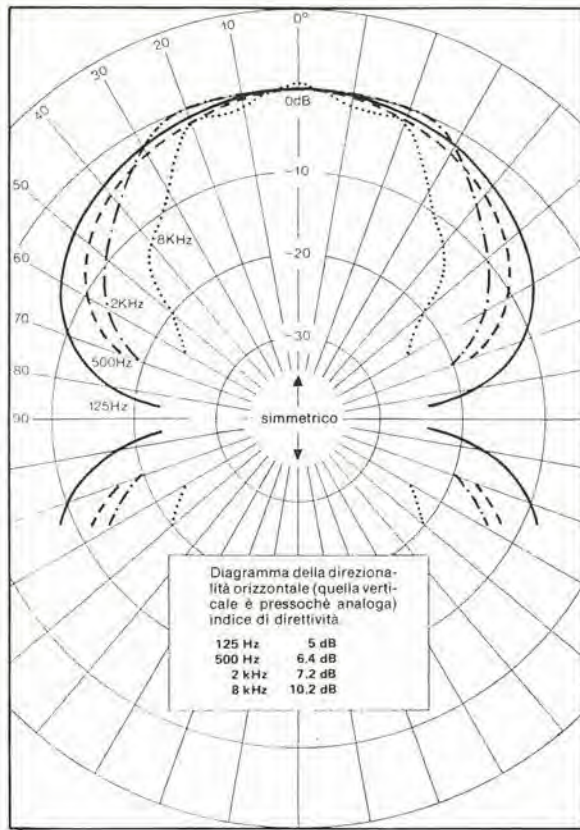 0°
10
20
30
40
50
60
70
80
90
0dB
-10
-20
-30
8KHz
2KHz
500Hz
125Hz
simmetrico
Diagramma della direziona-
lità orizzontale (quella verti-
cale è pressochè analoga)
indice di direttività
125 Hz 5 dB
500 Hz 6.4 dB
2 kHz 7.2 dB
8 kHz 10.2 dB